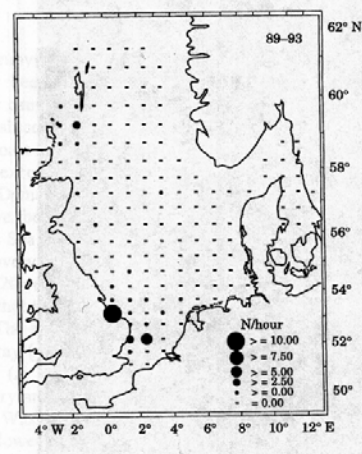 89–93
62° N
60°
58°
56°
54°
52°
50°
N/hour
> = 10.00
> = 7.50
> = 5.00
> = 2.50
> = 0.00
= 0.00
4° W 2° 0° 2° 4° 6° 8° 10° 12° E